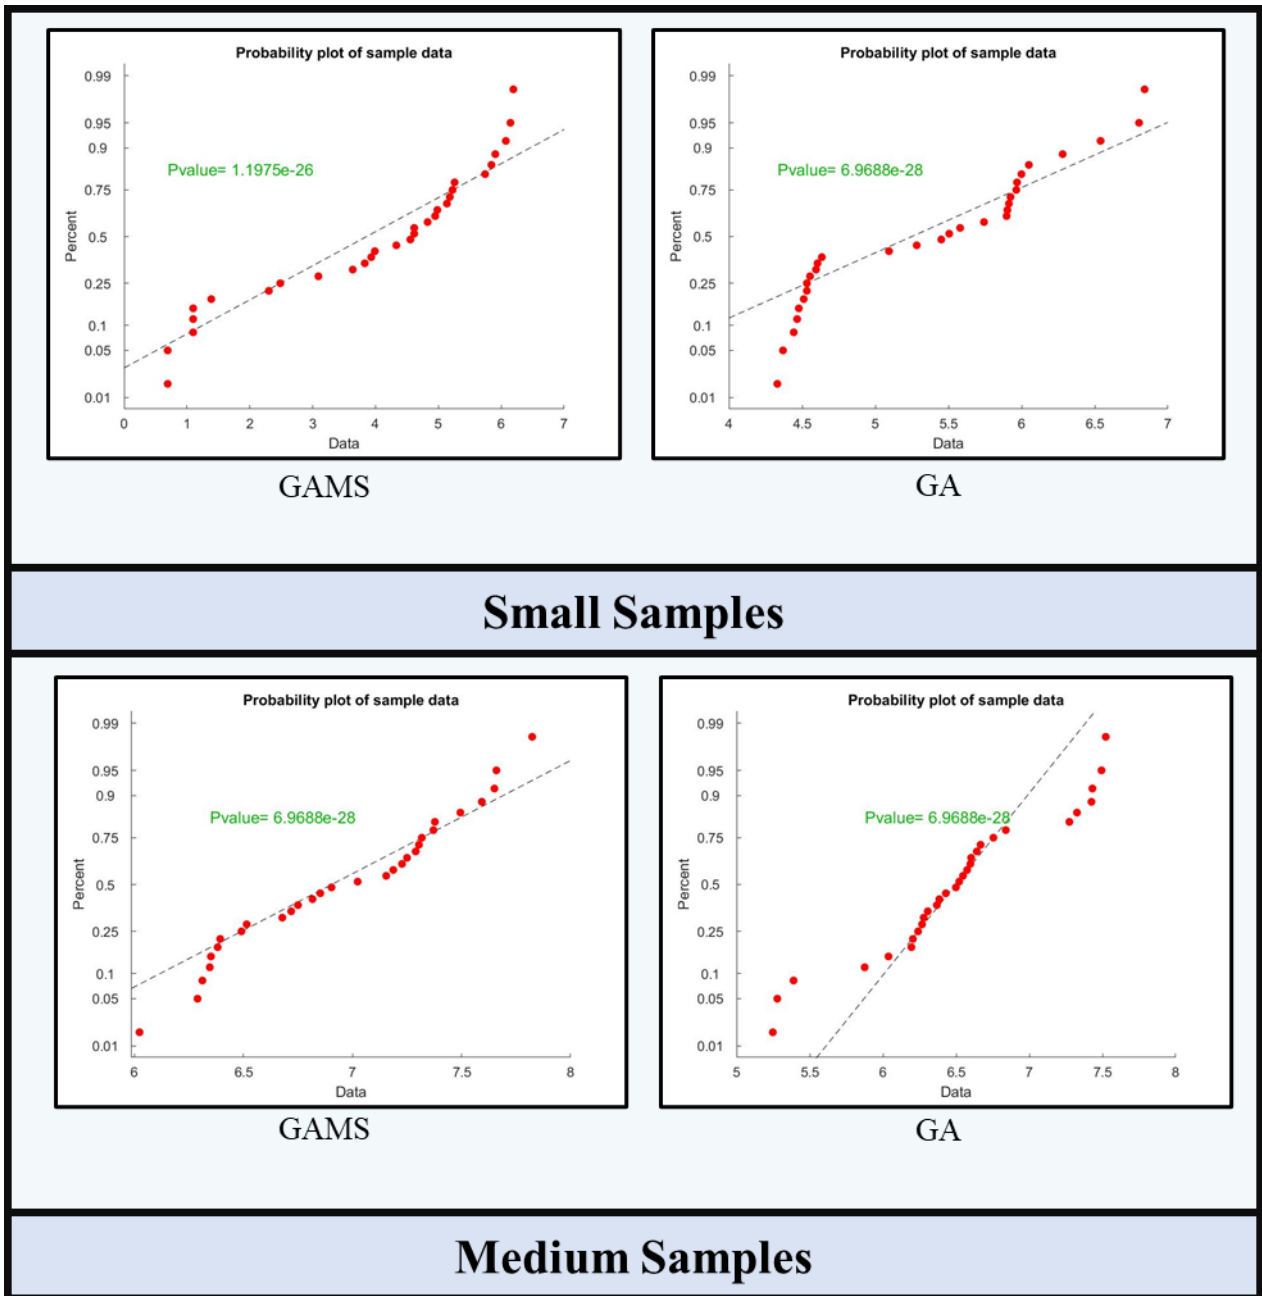 Probability plot of sample data
0.99
0.95
0.9
Pvalue= 1.1975e-26
0.75
0.5
0.25
0.1
0.05
0.01
Percent
0 1 2 3 4 5 6 7
Data
GAMS
Probability plot of sample data
0.99
0.95
0.9
Pvalue= 6.9688e-28
0.75
0.5
0.25
0.1
0.05
0.01
Percent
4 4.5 5 5.5 6 6.5 7
Data
GA
Small Samples
Probability plot of sample data
0.99
0.95
0.9
Pvalue= 6.9688e-28
0.75
0.5
0.25
0.1
0.05
0.01
Percent
6 6.5 7 7.5 8
Data
GAMS
Probability plot of sample data
0.99
0.95
0.9
Pvalue= 6.9688e-28
0.75
0.5
0.25
0.1
0.05
0.01
Percent
5 5.5 6 6.5 7 7.5 8
Data
GA
Medium Samples